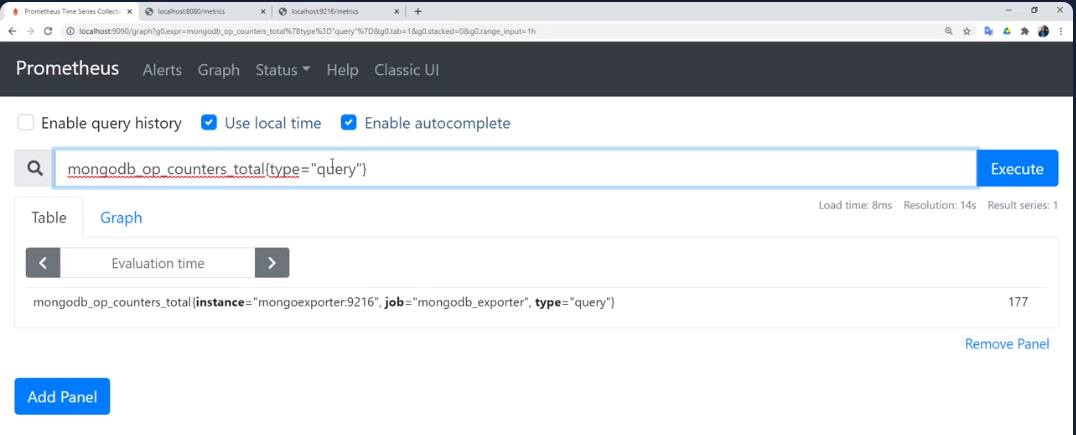 Prometheus Time Series Collectio
localhost:8080/metrics
localhost:9216/metrics
localhost:9090/graph?g0.expr=mongodb_op_counters_total%7Btype%3D"query"%7D&g0.tab=1&g0.stacked=0&g0.range_input=1h
Prometheus Alerts Graph Status Help Classic UI
Enable query history Use local time Enable autocomplete
mongodb_op_counters_total{type="query"} Execute
Load time: 8ms Resolution: 14s Result series: 1
Table Graph
Evaluation time
mongodb_op_counters_total{instance="mongoexporter:9216", job="mongodb_exporter", type="query"} 177
Remove Panel
Add Panel